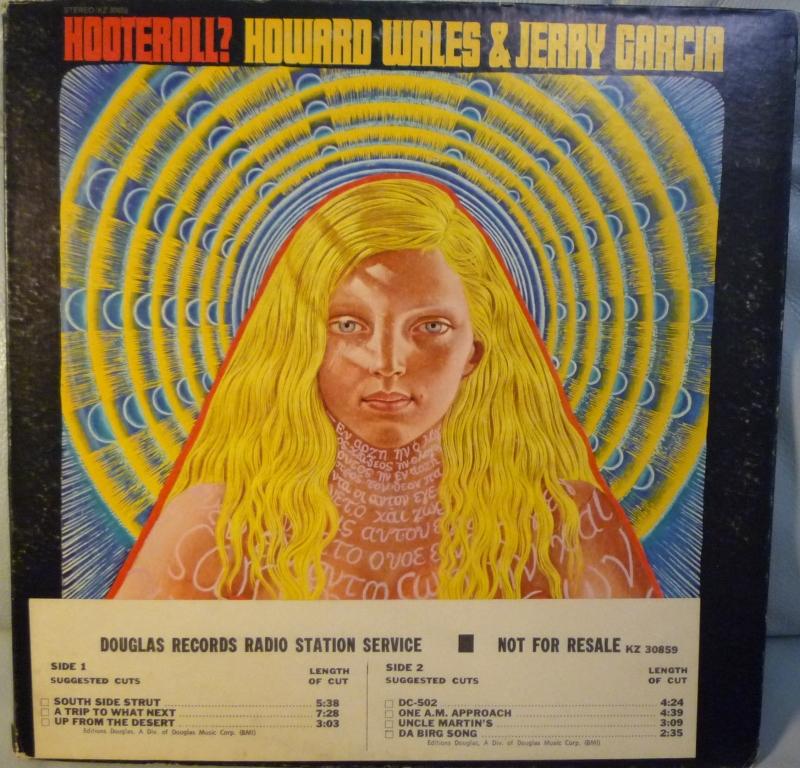 STEREO KZ 30859
HOOTEROLL? HOWARD WALES & JERRY GARCIA
DOUGLAS RECORDS RADIO STATION SERVICE ■ NOT FOR RESALE KZ 30859
SIDE 1
SUGGESTED CUTS
LENGTH
OF CUT
SOUTH SIDE STRUT 5:38
A TRIP TO WHAT NEXT 7:28
UP FROM THE DESERT 3:03
Editions Douglas, A Div. of Douglas Music Corp. (BMI)
SIDE 2
SUGGESTED CUTS
LENGTH
OF CUT
DC-502 4:24
ONE A.M. APPROACH 4:39
UNCLE MARTIN'S 3:09
DA BIRG SONG 2:35
Editions Douglas, A Div. of Douglas Music Corp. (BMI)